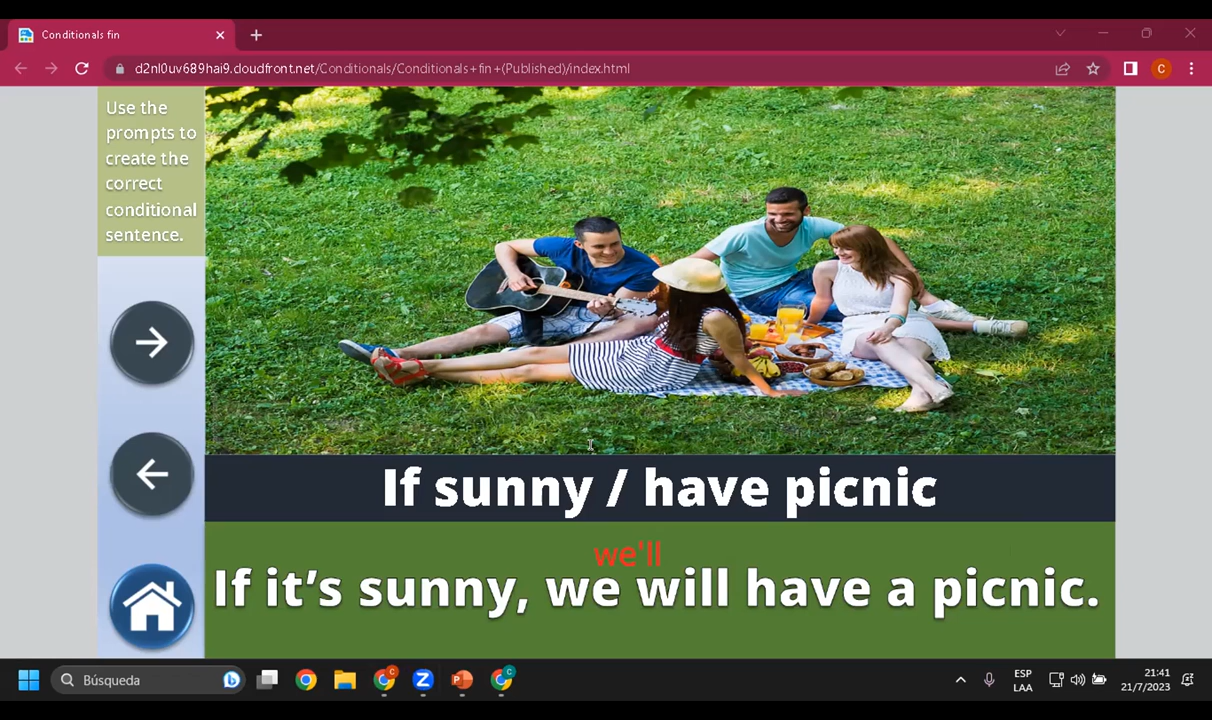 Conditionals fin
d2nl0uv689hai9.cloudfront.net/Conditionals/Conditionals+fin+(Published)/index.html
C
Use the
prompts to
create the
correct
conditional
sentence.
If sunny / have picnic
we'll
If it's sunny, we will have a picnic.
Búsqueda
C
Z
P
C
ESP
LAA
21:41
21/7/2023